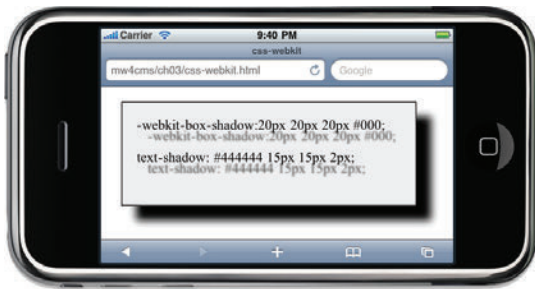 Carrier 9:40 PM
css-webkit
mw4cms/ch03/css-webkit.html Google
-webkit-box-shadow:20px 20px 20px #000;
-webkit-box-shadow:20px 20px 20px #000;
text-shadow: #444444 15px 15px 2px;
text-shadow: #444444 15px 15px 2px;